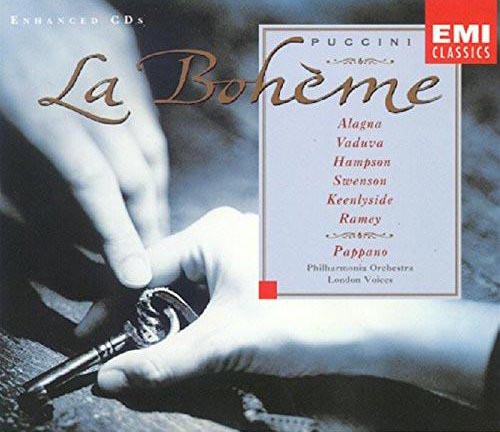 ENHANCED CDs
PUCCINI
EMI
CLASSICS
La Bohème
Alagna
Vaduva
Hampson
Swenson
Keenlyside
Ramey
Pappano
Philharmonia Orchestra
London Voices